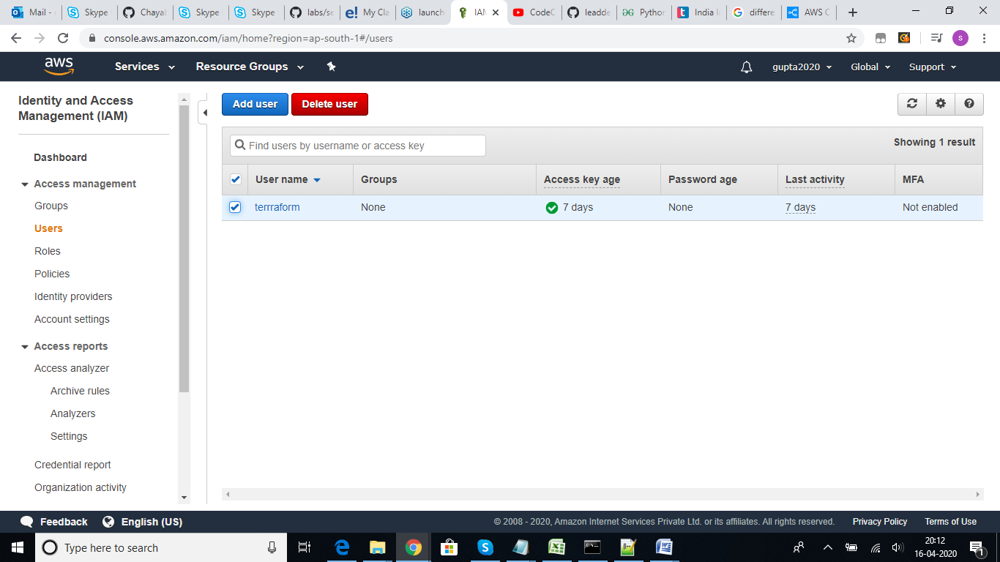 Mail -
Skype
Chayal
Skype
Skype
labs/se
e! My Cla
launch
IAM
CodeC
leadde
Python
India I
differe
AWS C
console.aws.amazon.com/iam/home?region=ap-south-1#/users
s
aws Services Resource Groups gupta2020 Global Support
Identity and Access
Management (IAM)
Dashboard
Access management
Groups
Users
Roles
Policies
Identity providers
Account settings
Access reports
Access analyzer
Archive rules
Analyzers
Settings
Credential report
Organization activity
Add user Delete user
Find users by username or access key Showing 1 result
User name Groups Access key age Password age Last activity MFA
terrraform None 7 days None 7 days Not enabled
Feedback English (US) © 2008 - 2020, Amazon Internet Services Private Ltd. or its affiliates. All rights reserved. Privacy Policy Terms of Use
Type here to search
20:12
16-04-2020
1